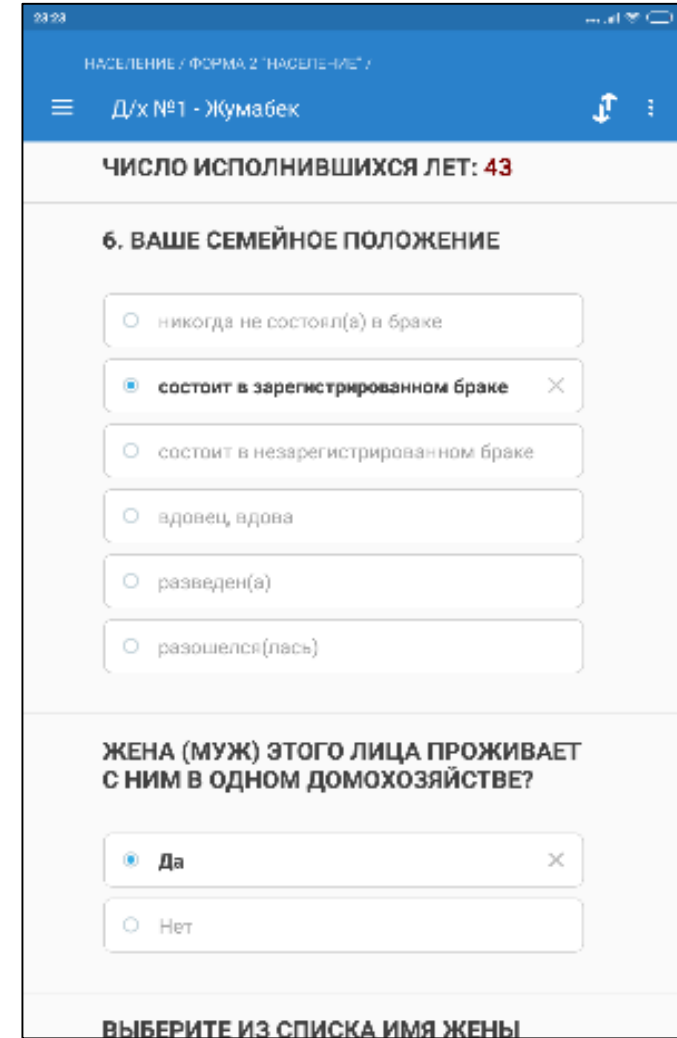 23:23
НАСЕЛЕНИЕ / ФОРМА 2 "НАСЕЛЕНИЕ" /
Д/х №1 - Жумабек
ЧИСЛО ИСПОЛНИВШИХСЯ ЛЕТ: 43
6. ВАШЕ СЕМЕЙНОЕ ПОЛОЖЕНИЕ
никогда не состоял(а) в браке
состоит в зарегистрированном браке
состоит в незарегистрированном браке
вдовец, вдова
разведен(а)
разошелся(лась)
ЖЕНА (МУЖ) ЭТОГО ЛИЦА ПРОЖИВАЕТ
С НИМ В ОДНОМ ДОМОХОЗЯЙСТВЕ?
Да
Нет
ВЫБЕРИТЕ ИЗ СПИСКА ИМЯ ЖЕНЫ